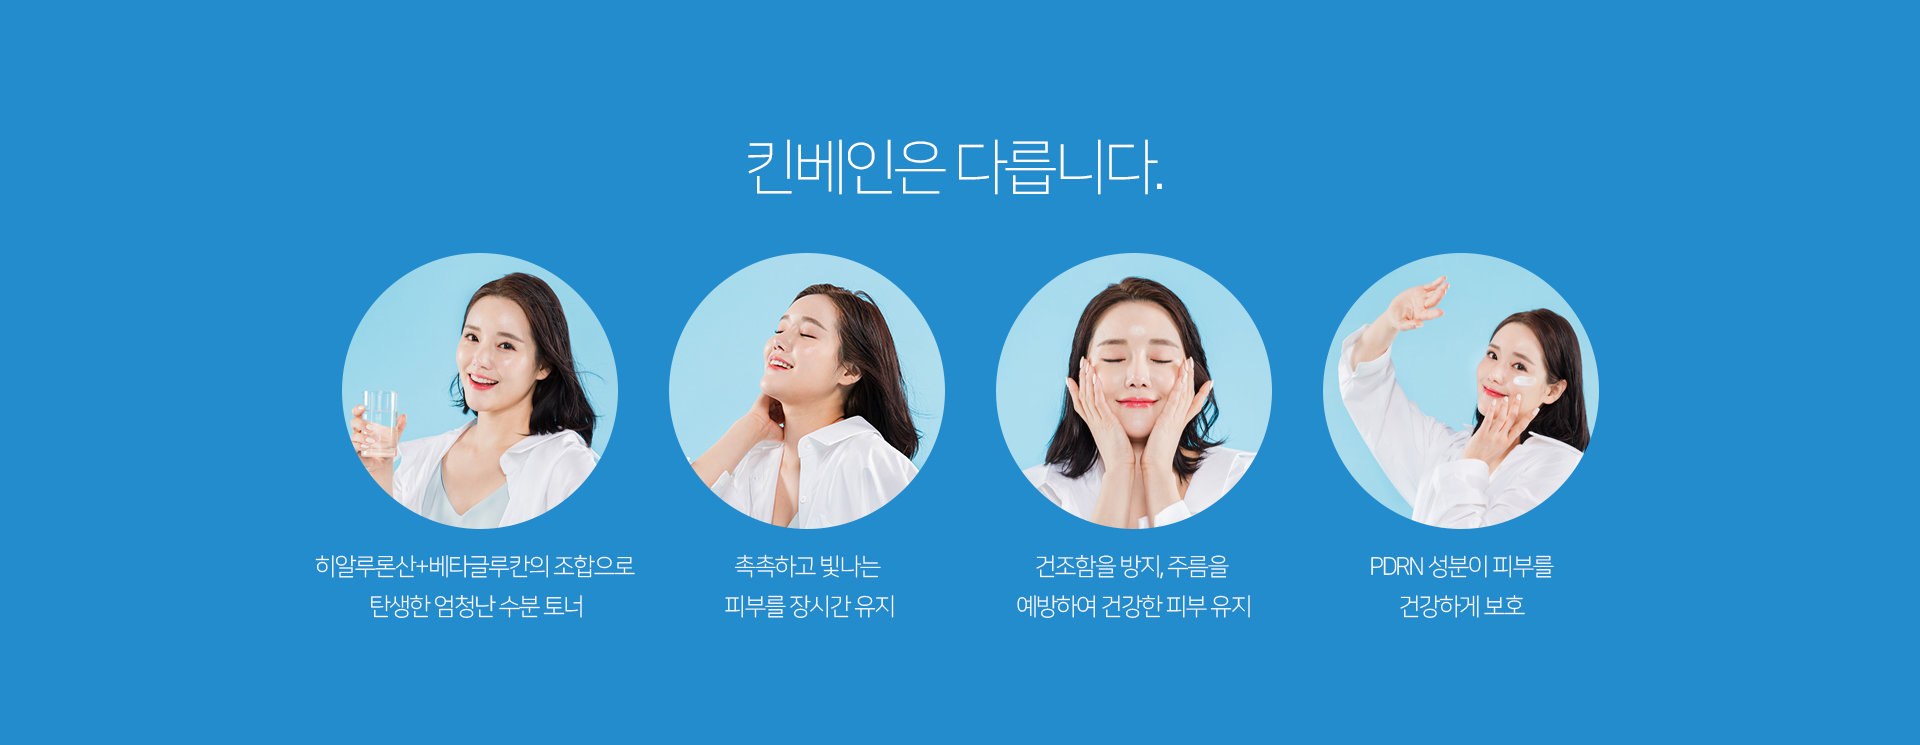 킨베인은 다릅니다.
히알루론산+베타글루칸의 조합으로
탄생한 엄청난 수분 토너
촉촉하고 빛나는
피부를 장시간 유지
건조함을 방지, 주름을
예방하여 건강한 피부 유지
PDRN 성분이 피부를
건강하게 보호